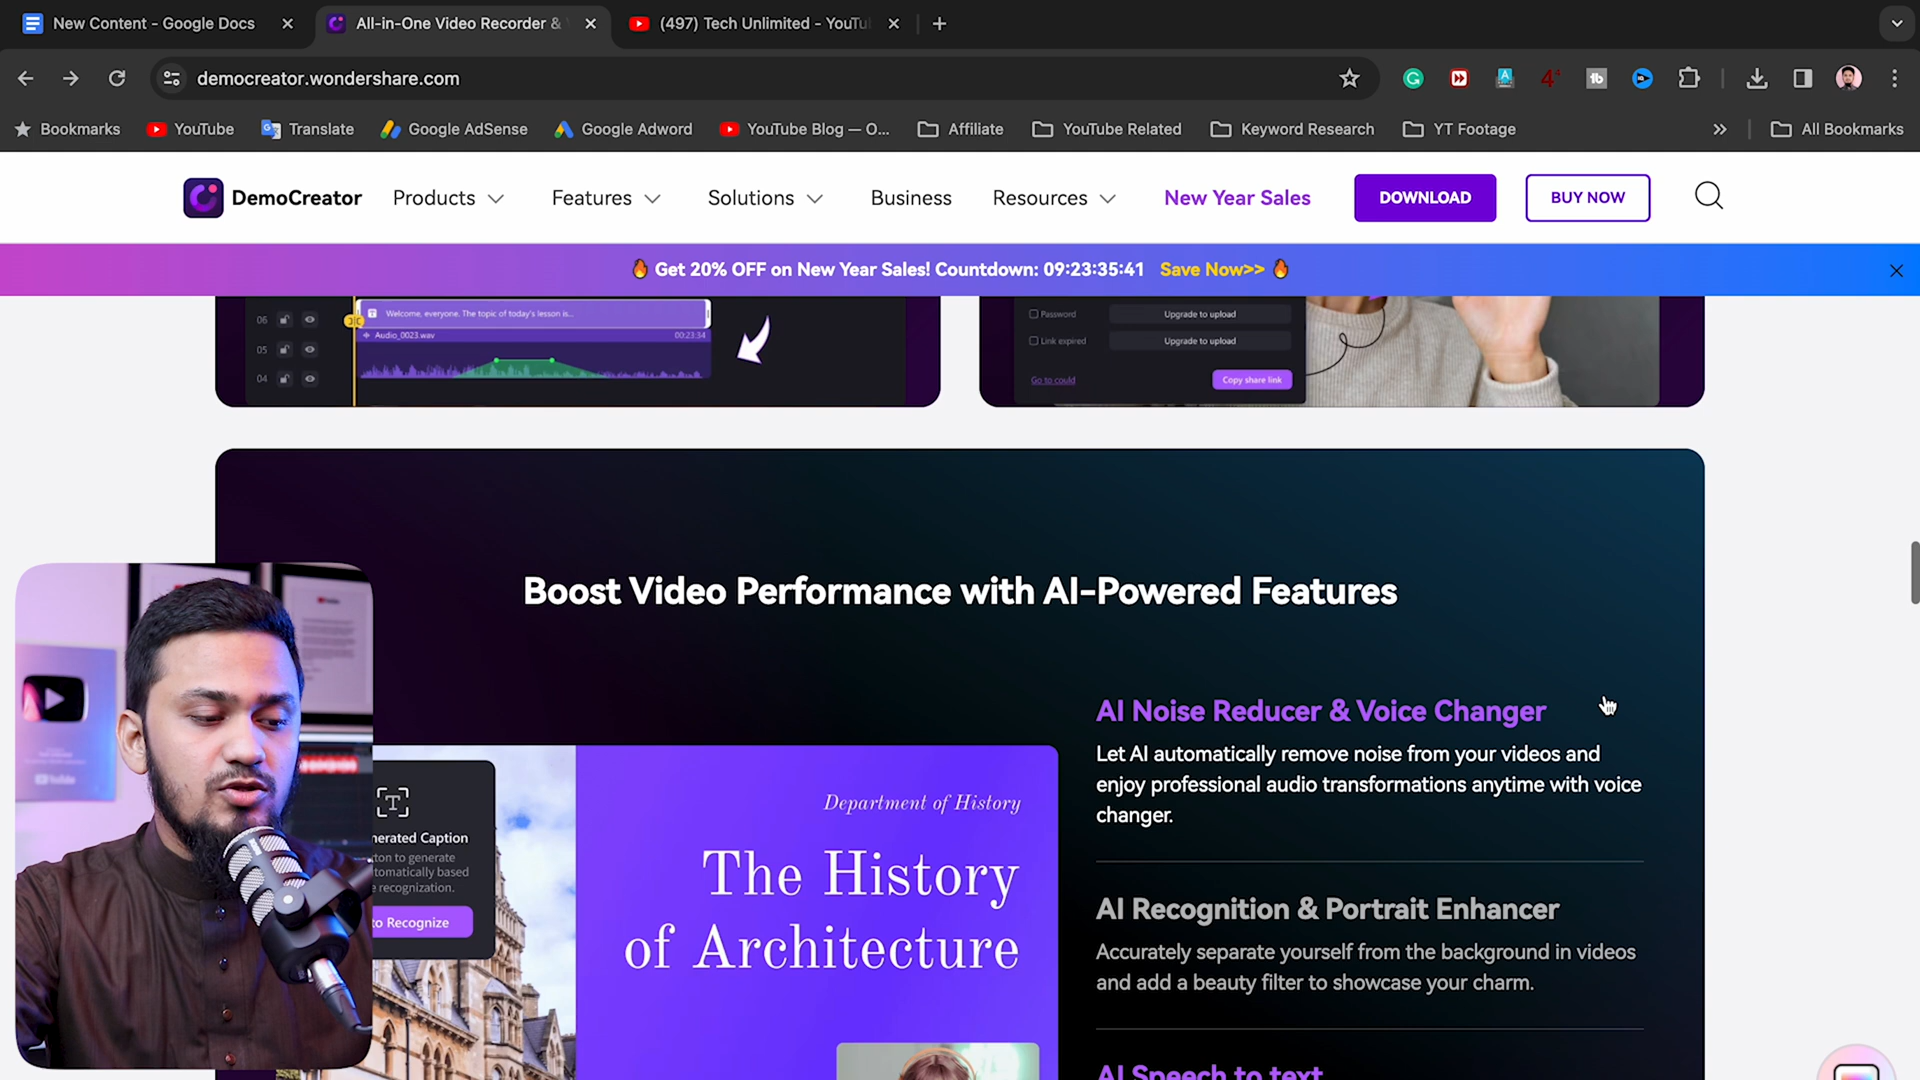 New Content - Google Docs
All-in-One Video Recorder &
(497) Tech Unlimited - YouTu
democreator.wondershare.com
Bookmarks
YouTube
Translate
Google AdSense
Google Adword
YouTube Blog — O...
Affiliate
YouTube Related
Keyword Research
YT Footage
All Bookmarks
DemoCreator
Products
Features
Solutions
Business
Resources
New Year Sales
DOWNLOAD
BUY NOW
Get 20% OFF on New Year Sales! Countdown: 09:23:35:41 Save Now>>
06
Welcome, everyone. The topic of today's lesson is...
Audio_0023.wav
00:23:34
05
04
Password
Upgrade to upload
Link expired
Upgrade to upload
Go to could
Copy share link
Boost Video Performance with AI-Powered Features
AI Noise Reducer & Voice Changer
Let AI automatically remove noise from your videos and
enjoy professional audio transformations anytime with voice
changer.
AI Recognition & Portrait Enhancer
Accurately separate yourself from the background in videos
and add a beauty filter to showcase your charm.
AI Speech to text
nerated Caption
tton to generate
tomatically based
e recognization.
to Recognize
Department of History
The History
of Architecture